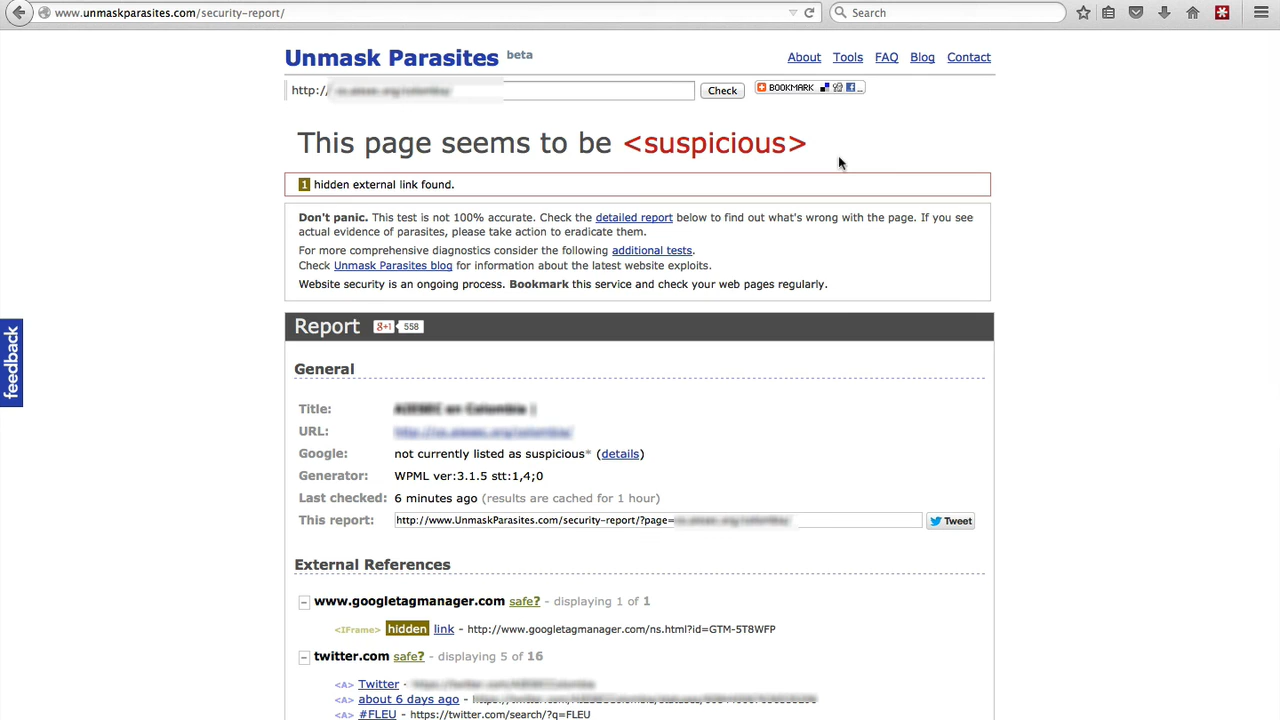 www.unmaskparasites.com/security-report/
Search
Unmask Parasites beta
About Tools FAQ Blog Contact
http://
Check
BOOKMARK
This page seems to be <suspicious>
1 hidden external link found.
Don't panic. This test is not 100% accurate. Check the detailed report below to find out what's wrong with the page. If you see
actual evidence of parasites, please take action to eradicate them.
For more comprehensive diagnostics consider the following additional tests.
Check Unmask Parasites blog for information about the latest website exploits.
Website security is an ongoing process. Bookmark this service and check your web pages regularly.
feedback
Report g+1 558
General
Title:
URL:
Google: not currently listed as suspicious* (details)
Generator: WPML ver:3.1.5 stt:1,4;0
Last checked: 6 minutes ago (results are cached for 1 hour)
This report: http://www.UnmaskParasites.com/security-report/?page=
Tweet
External References
www.googletagmanager.com safe? - displaying 1 of 1
<IFrame> hidden link - http://www.googletagmanager.com/ns.html?id=GTM-5T8WFP
twitter.com safe? - displaying 5 of 16
<A> Twitter -
<A> about 6 days ago -
<A> #FLEU - https://twitter.com/search/?q=FLEU